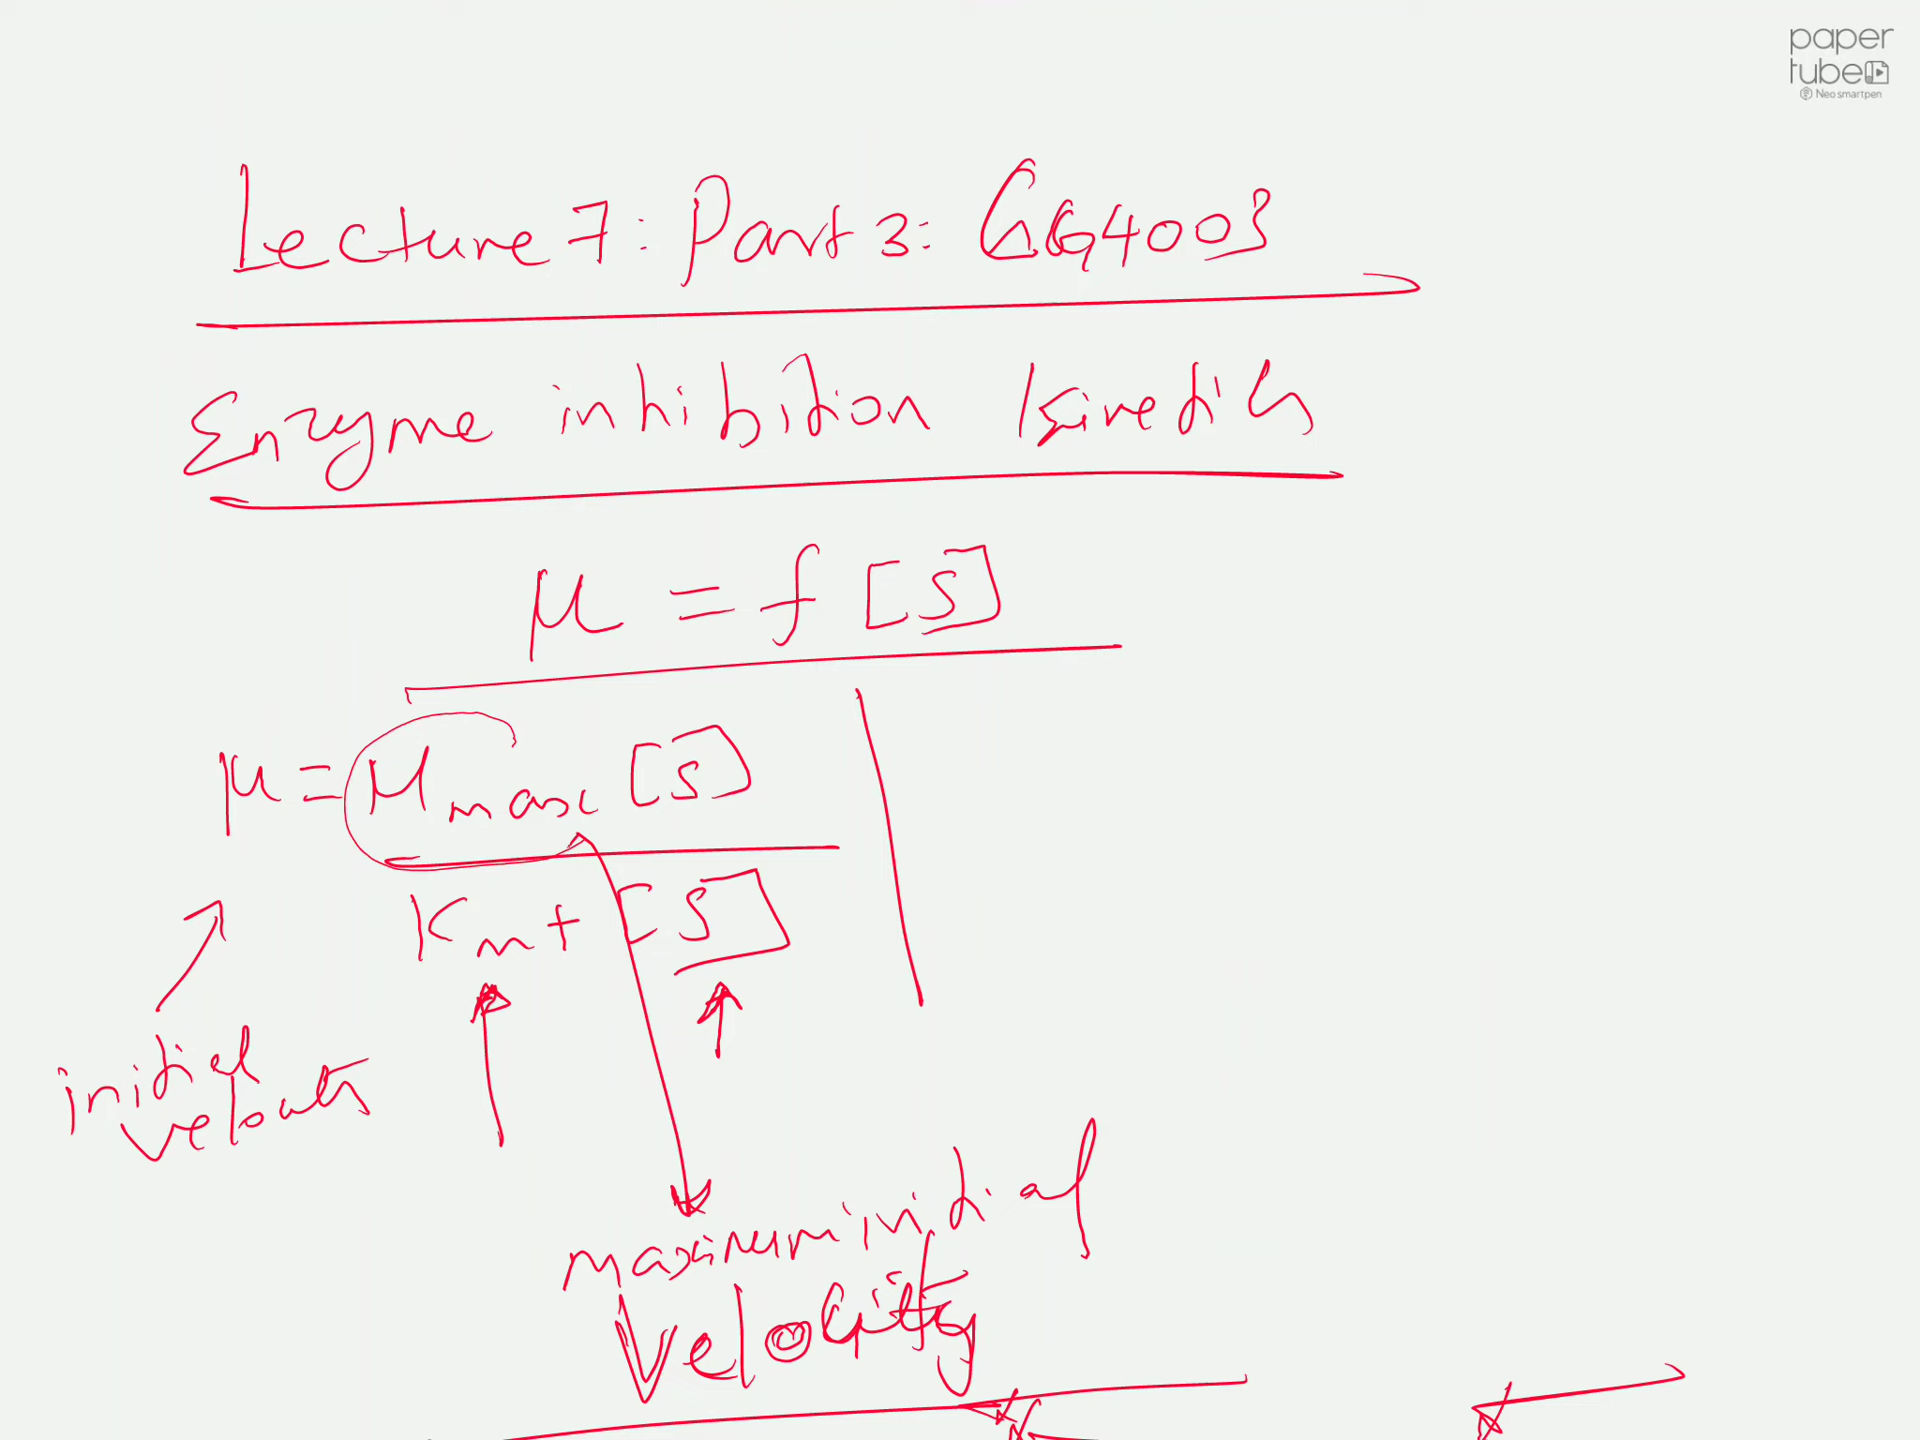 paper
tube
Neo smartpen
Lecture 7: Part 3: GG4003
Enzyme inhibition kinetics
μ = f [S]
μ = μmax [S]
Km + [S]
initial
velocity
maximum initial
Velocity